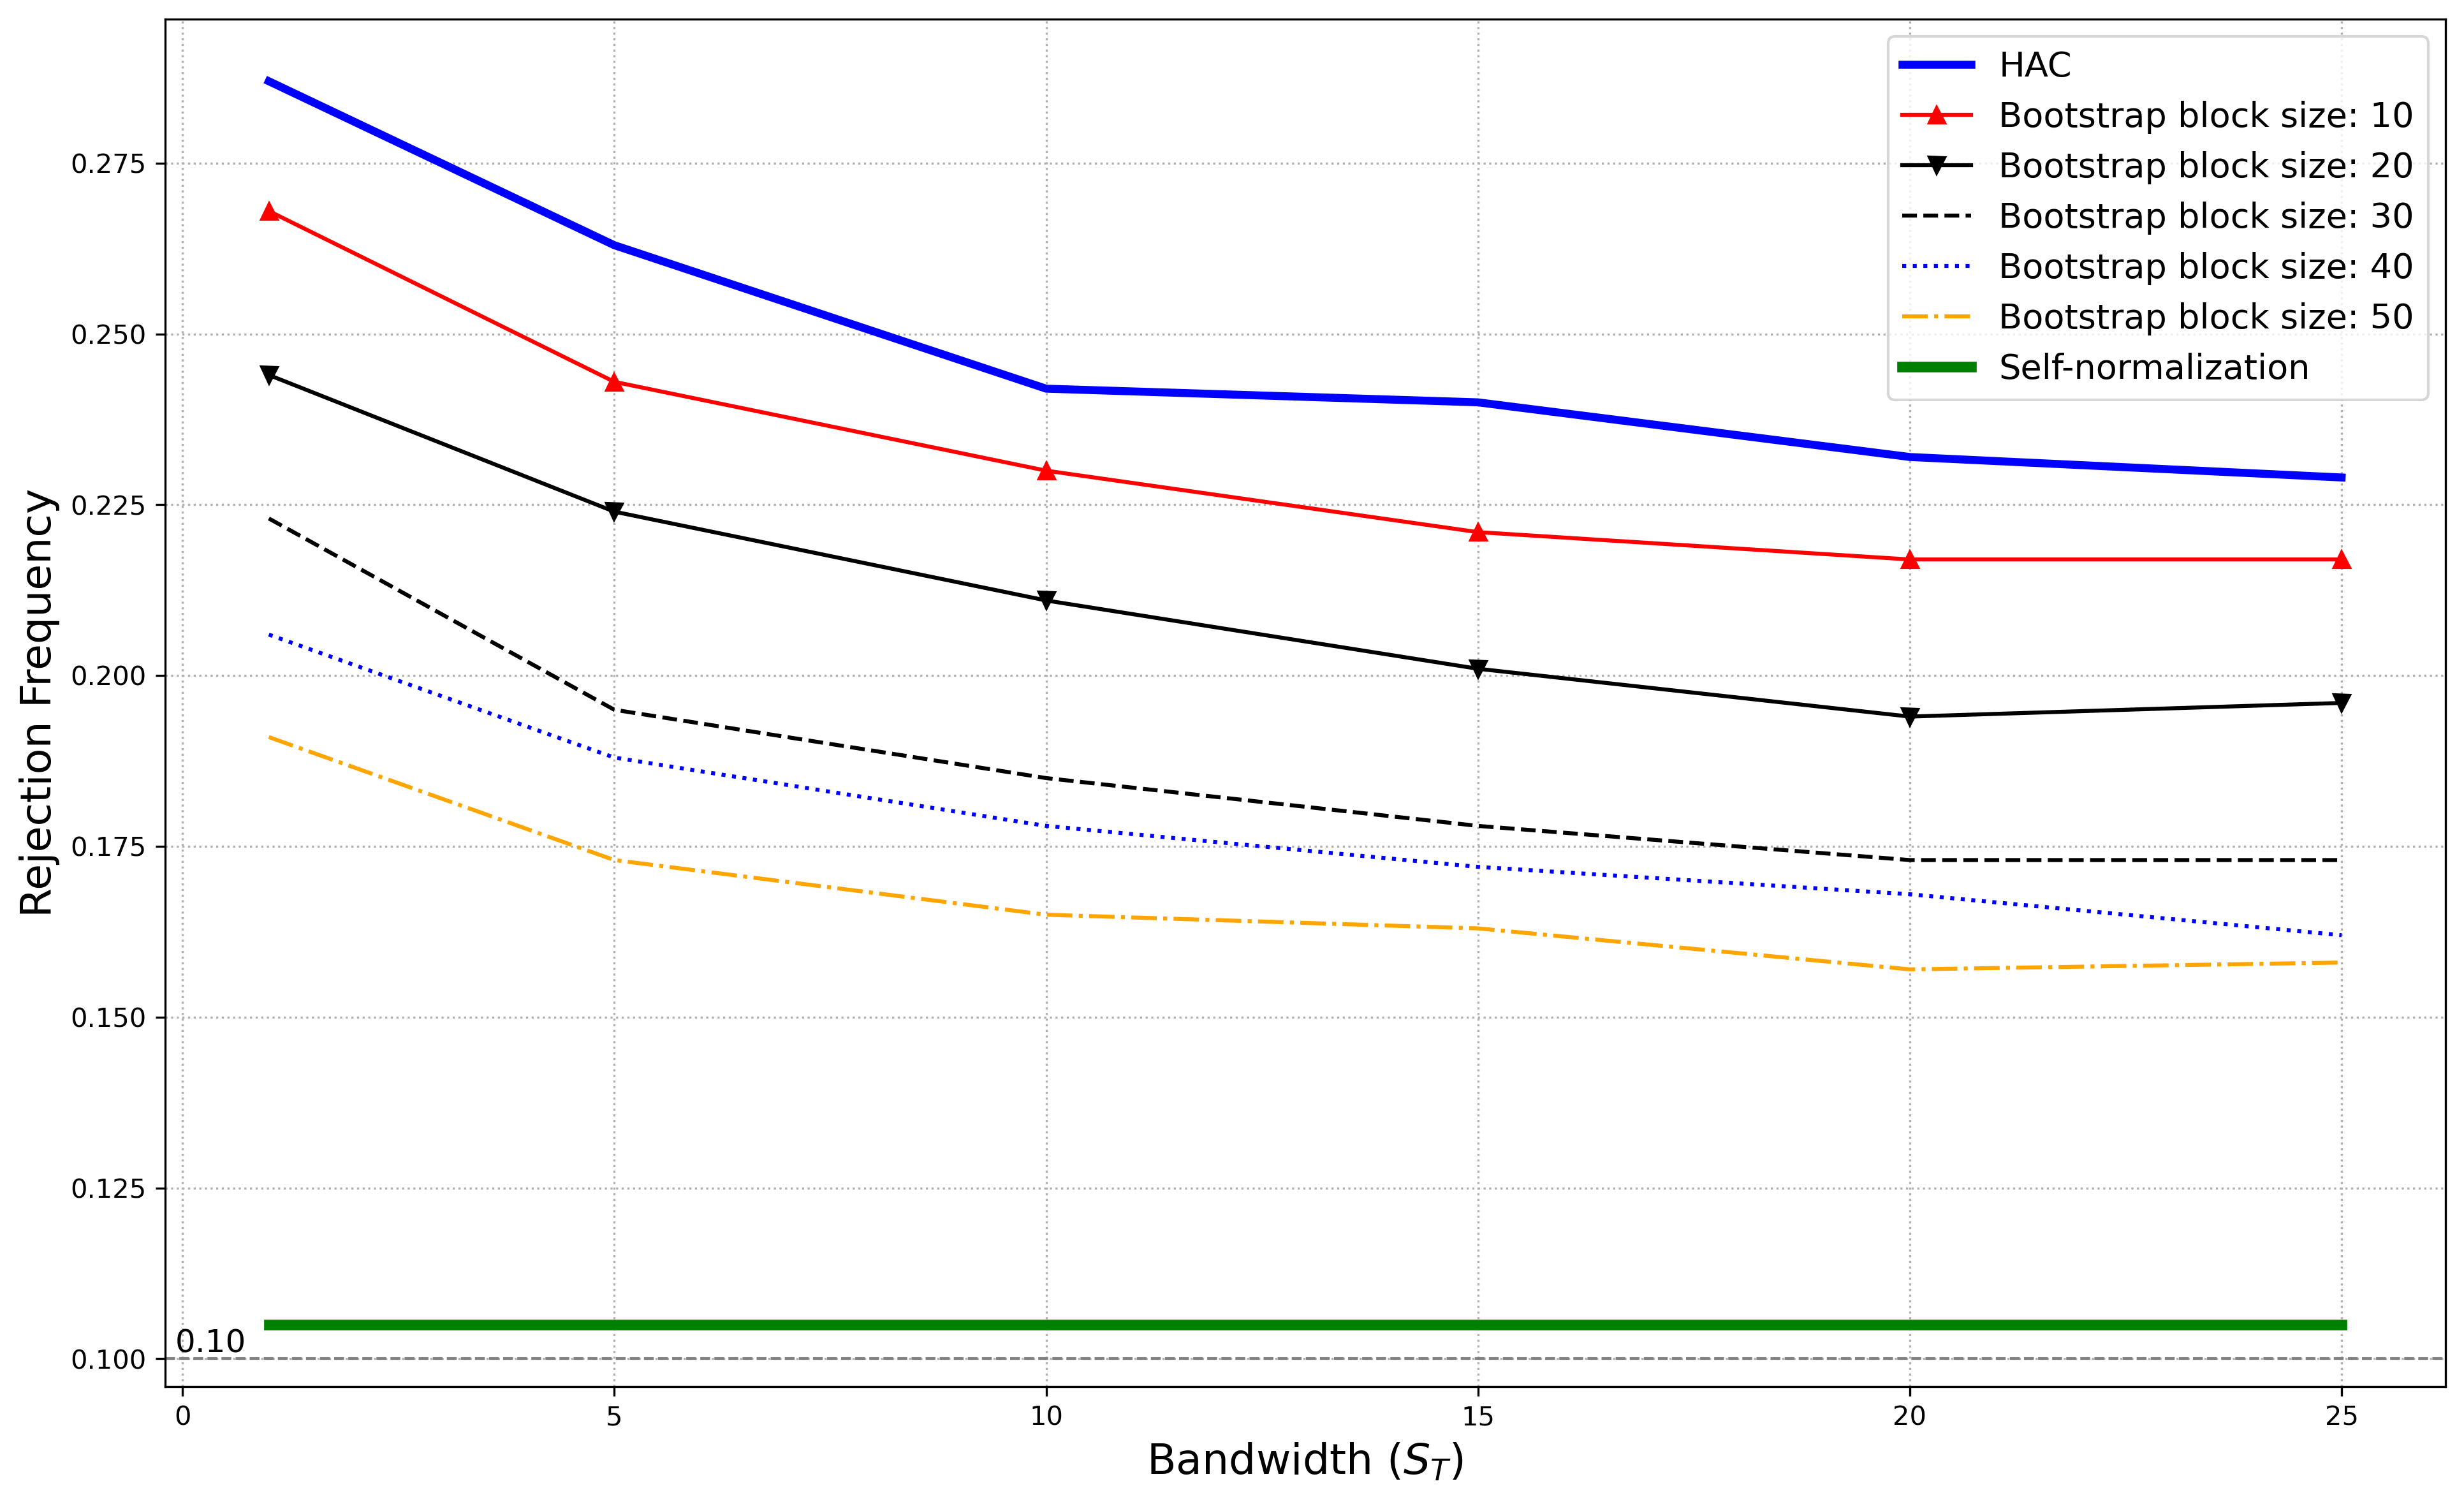 HAC
Bootstrap block size: 10
Bootstrap block size: 20
Bootstrap block size: 30
Bootstrap block size: 40
Bootstrap block size: 50
Self-normalization
Rejection Frequency
0.275
0.250
0.225
0.200
0.175
0.150
0.125
0.100
0.10
0 5 10 15 20 25
Bandwidth (S_T)